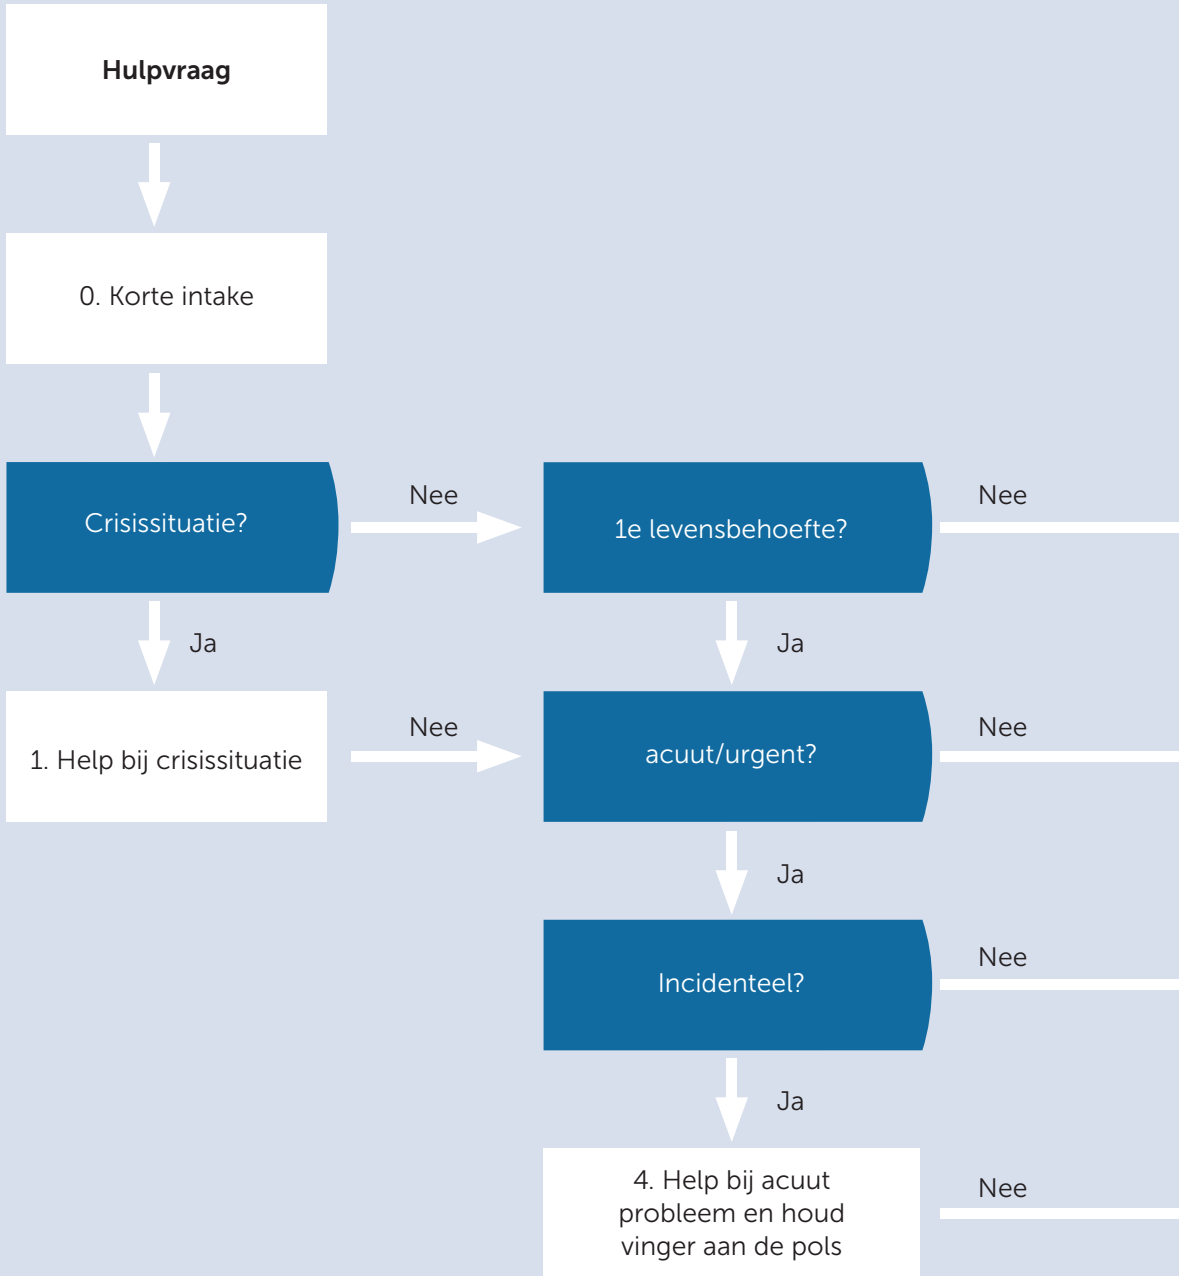 Hulpvraag
0. Korte intake
Crisissituatie?
Nee
1e levensbehoefte?
Nee
Ja
Ja
1. Help bij crisissituatie
Nee
acuut/urgent?
Nee
Ja
Incidenteel?
Nee
Ja
4. Help bij acuut
probleem en houd
vinger aan de pols
Nee